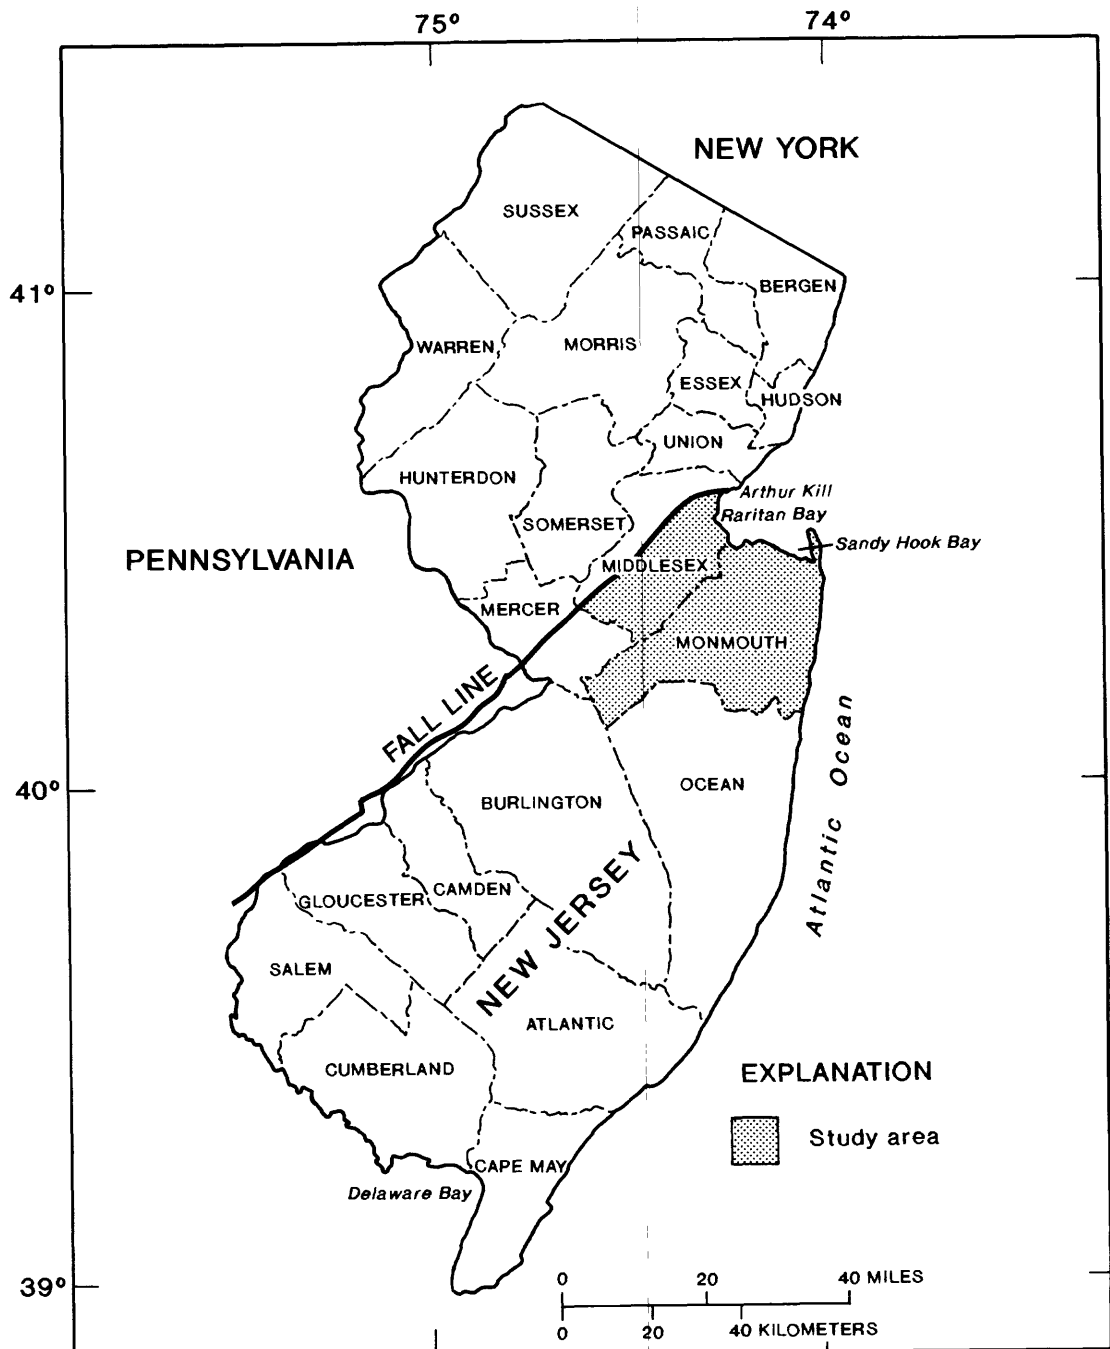 75° 74°
NEW YORK
SUSSEX
PASSAIC
41°
BERGEN
WARREN
MORRIS
ESSEX
HUDSON
UNION
HUNTERDON
Arthur Kill
Raritan Bay
SOMERSET
Sandy Hook Bay
PENNSYLVANIA
MIDDLESEX
MERCER
MONMOUTH
FALL LINE
Atlantic Ocean
40°
OCEAN
BURLINGTON
CAMDEN
GLOUCESTER
NEW JERSEY
SALEM
ATLANTIC
CUMBERLAND
EXPLANATION
Study area
CAPE MAY
Delaware Bay
39°
0 20 40 MILES
0 20 40 KILOMETERS